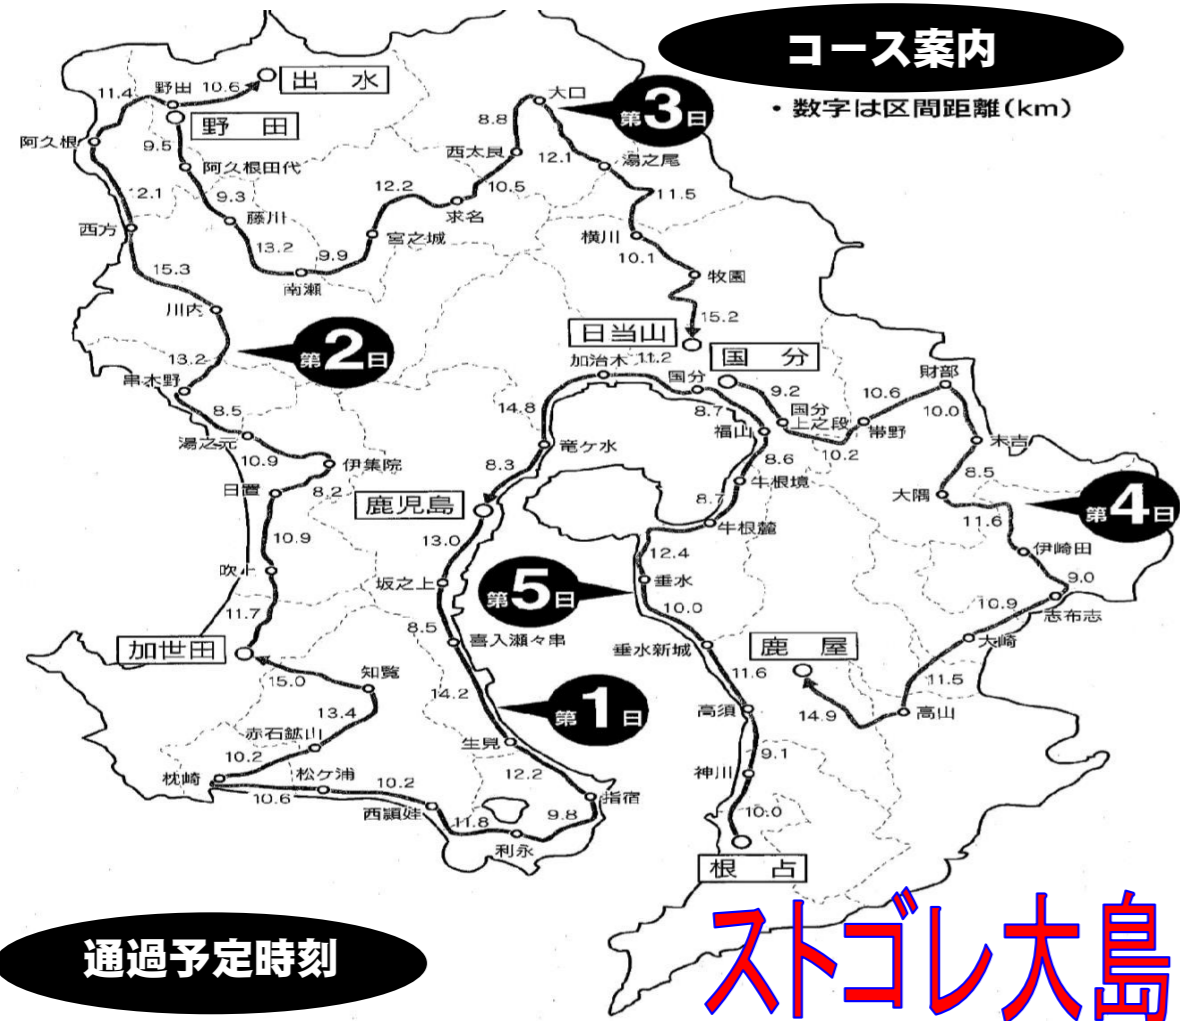 コース案内
・数字は区間距離(km)
出 水
野田
10.6
11.4
野 田
阿久根
9.5
阿久根田代
12.1
9.3
藤川
西方
13.2
9.9
南瀬
15.3
川内
12.2
宮之城
求名
10.5
西太良
8.8
大口
第3日
12.1
湯之尾
11.5
横川
10.1
牧園
15.2
日当山
第2日
13.2
串木野
8.5
湯之元
10.9
伊集院
日置
8.2
10.9
吹上
11.7
加世田
加治木
11.2
国分
国 分
9.2
国分
上之段
10.2
帯野
10.6
財部
10.0
末吉
8.5
大隅
11.6
第4日
伊崎田
9.0
志布志
10.9
大崎
11.5
高山
14.9
鹿 屋
14.8
竜ケ水
8.3
鹿児島
8.7
福山
8.6
牛根境
8.7
牛根麓
12.4
垂水
第5日
10.0
垂水新城
11.6
高須
9.1
神川
10.0
根 占
13.0
坂之上
8.5
喜入瀬々串
14.2
第1日
生見
12.2
指宿
9.8
利永
11.8
西頴娃
10.2
松ケ浦
10.6
枕崎
10.2
赤石鉱山
13.4
知覧
15.0
通過予定時刻
ストゴレ大島